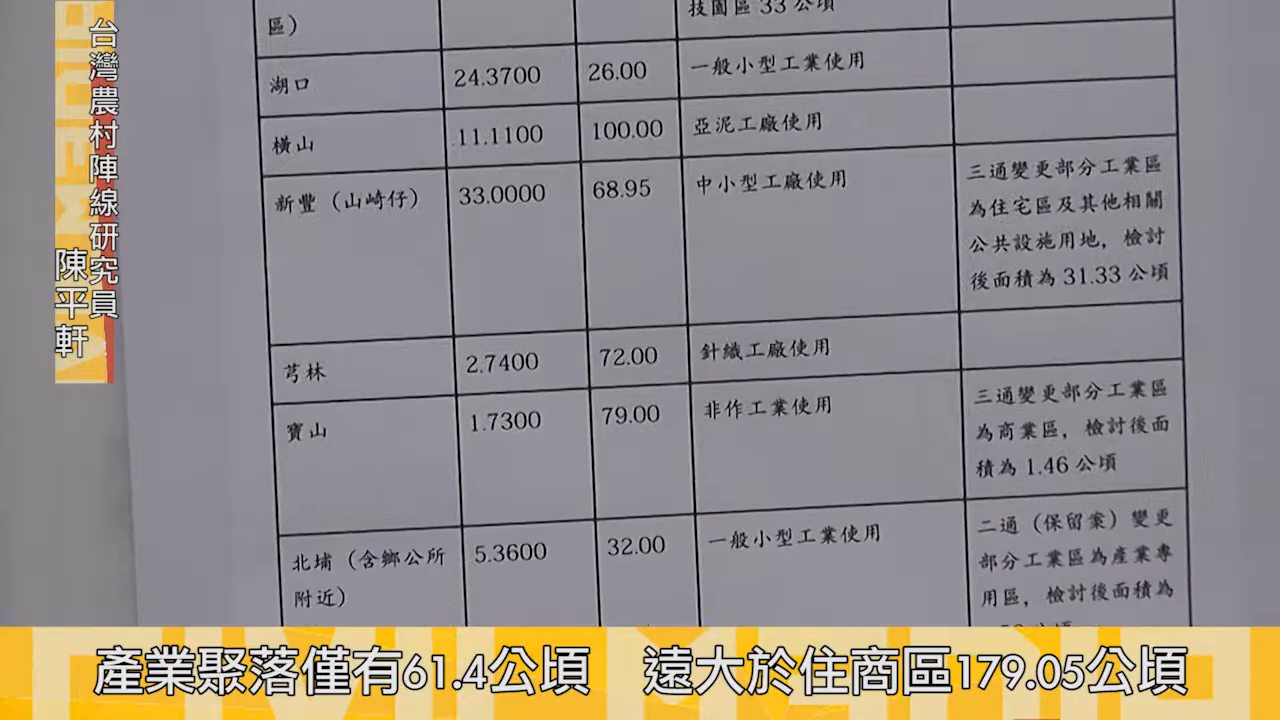 台灣農村陣線研究員
陳平軒
區)
技園區 33 公頃
湖口 24.3700 26.00 一般小型工業使用
橫山 11.1100 100.00 亞泥工廠使用
新豐（山崎仔） 33.0000 68.95 中小型工廠使用
三通變更部分工業區
為住宅區及其他相關
公共設施用地，檢討
後面積為 31.33 公頃
芎林 2.7400 72.00 針織工廠使用
寶山 1.7300 79.00 非作工業使用
三通變更部分工業區
為商業區，檢討後面
積為 1.46 公頃
北埔（含鄉公所
附近）
5.3600 32.00 一般小型工業使用
二通（保留案）變更
部分工業區為產業專
用區，檢討後面積為
產業聚落僅有61.4公頃 遠大於住商區179.05公頃